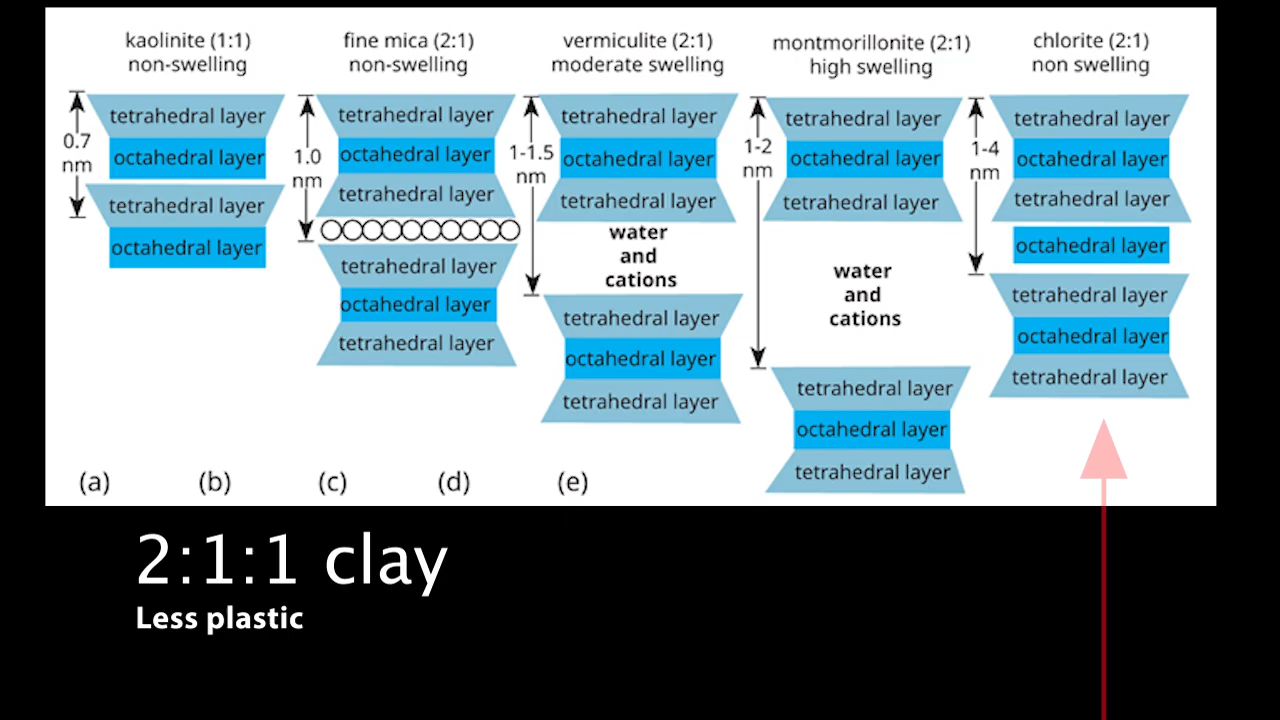 kaolinite (1:1)
non-swelling
0.7
nm
tetrahedral layer
octahedral layer
tetrahedral layer
octahedral layer
fine mica (2:1)
non-swelling
1.0
nm
tetrahedral layer
octahedral layer
tetrahedral layer
tetrahedral layer
octahedral layer
tetrahedral layer
vermiculite (2:1)
moderate swelling
1-1.5
nm
tetrahedral layer
octahedral layer
tetrahedral layer
water
and
cations
tetrahedral layer
octahedral layer
tetrahedral layer
montmorillonite (2:1)
high swelling
1-2
nm
tetrahedral layer
octahedral layer
tetrahedral layer
water
and
cations
tetrahedral layer
octahedral layer
tetrahedral layer
chlorite (2:1)
non swelling
1-4
nm
tetrahedral layer
octahedral layer
tetrahedral layer
octahedral layer
tetrahedral layer
octahedral layer
tetrahedral layer
(a) (b) (c) (d) (e)
2:1:1 clay
Less plastic